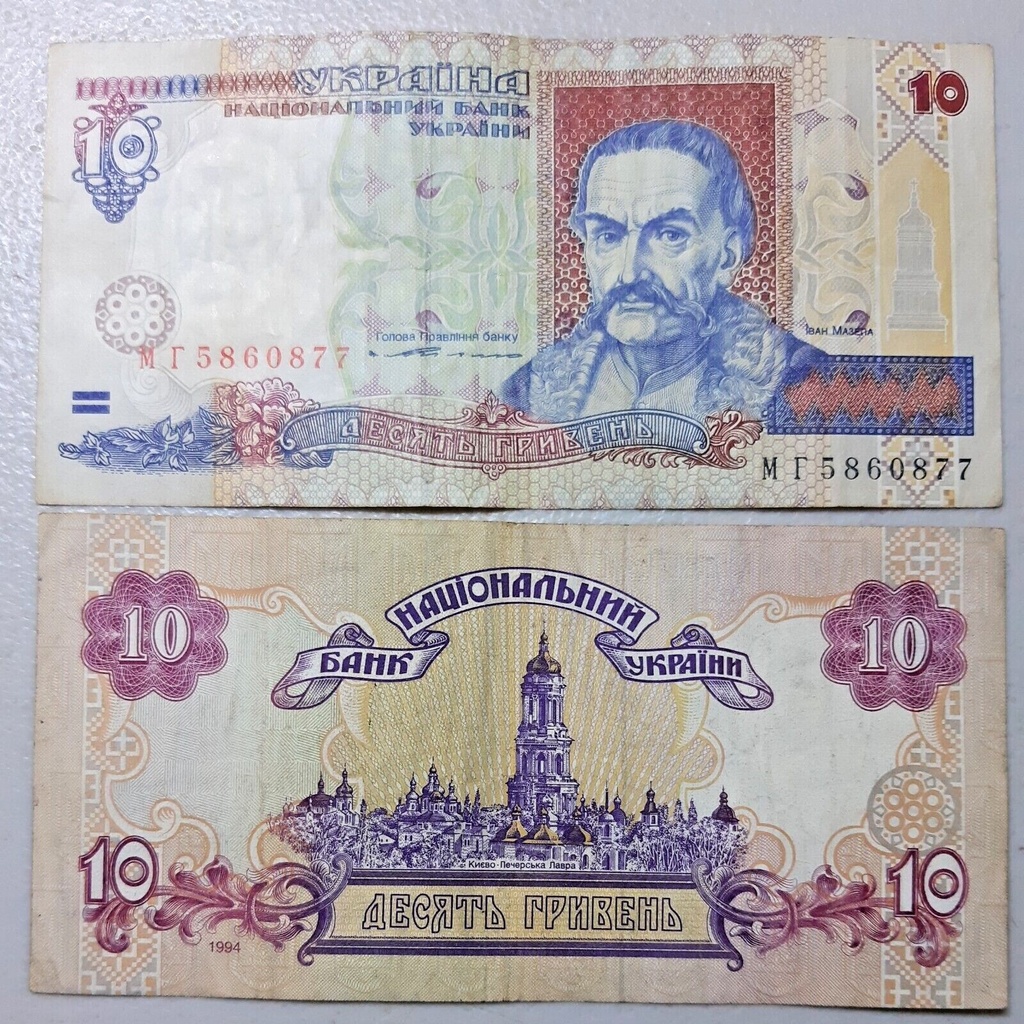 УКРАЇНА
НАЦІОНАЛЬНИЙ БАНК
УКРАЇНИ
10
10
Голова Правління банку
Іван Мазепа
МГ5860877
ДЕСЯТЬ ГРИВЕНЬ
МГ5860877
НАЦІОНАЛЬНИЙ
БАНК УКРАЇНИ
10
10
Києво-Печерська Лавра
10
10
ДЕСЯТЬ ГРИВЕНЬ
1994